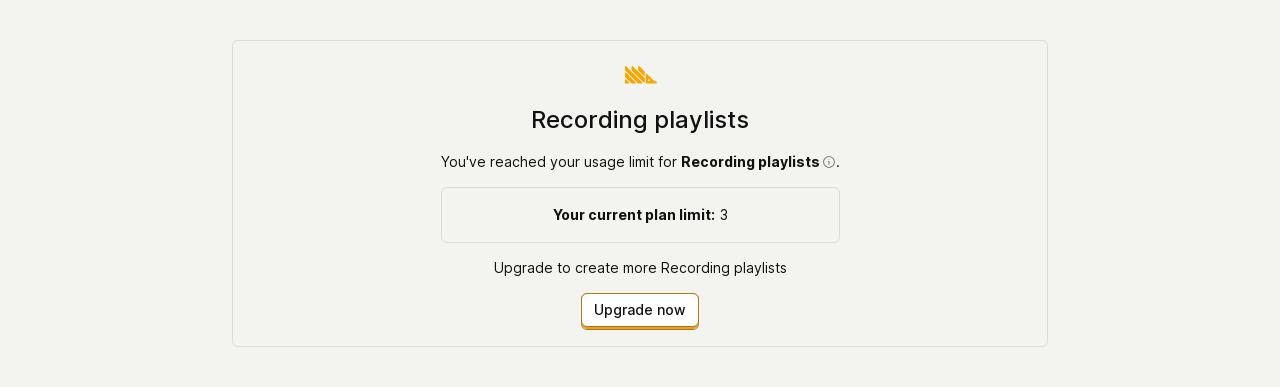 Recording playlists
You've reached your usage limit for Recording playlists.
Your current plan limit: 3
Upgrade to create more Recording playlists
Upgrade now